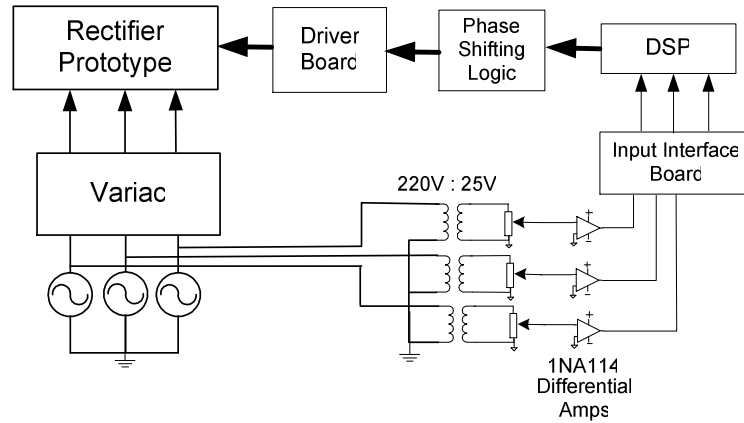 Rectifier
Prototype
Driver
Board
Phase
Shifting
Logic
DSP
Input Interface
Board
Variac
220V : 25V
1NA114
Differential
Amps